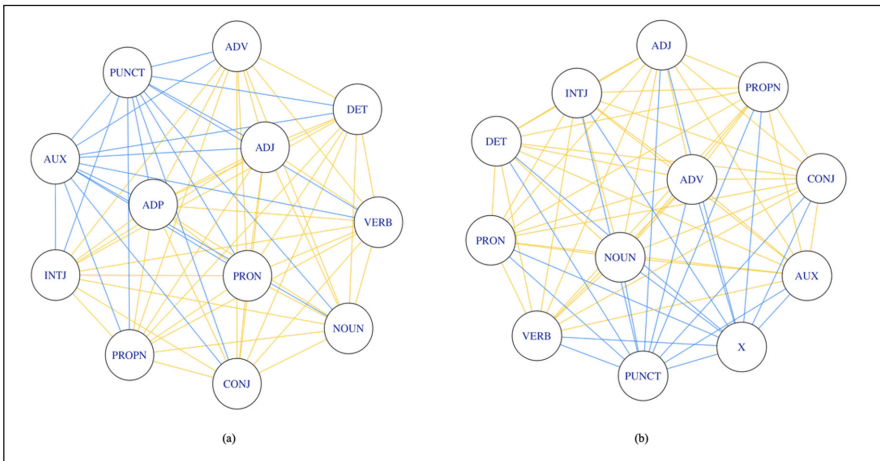 ADV
PUNCT
DET
ADJ
AUX
ADP
VERB
INTJ
PRON
NOUN
PROPN
CONJ
(a)
ADJ
INTJ
PROPN
DET
ADV
CONJ
PRON
NOUN
AUX
VERB
X
PUNCT
(b)